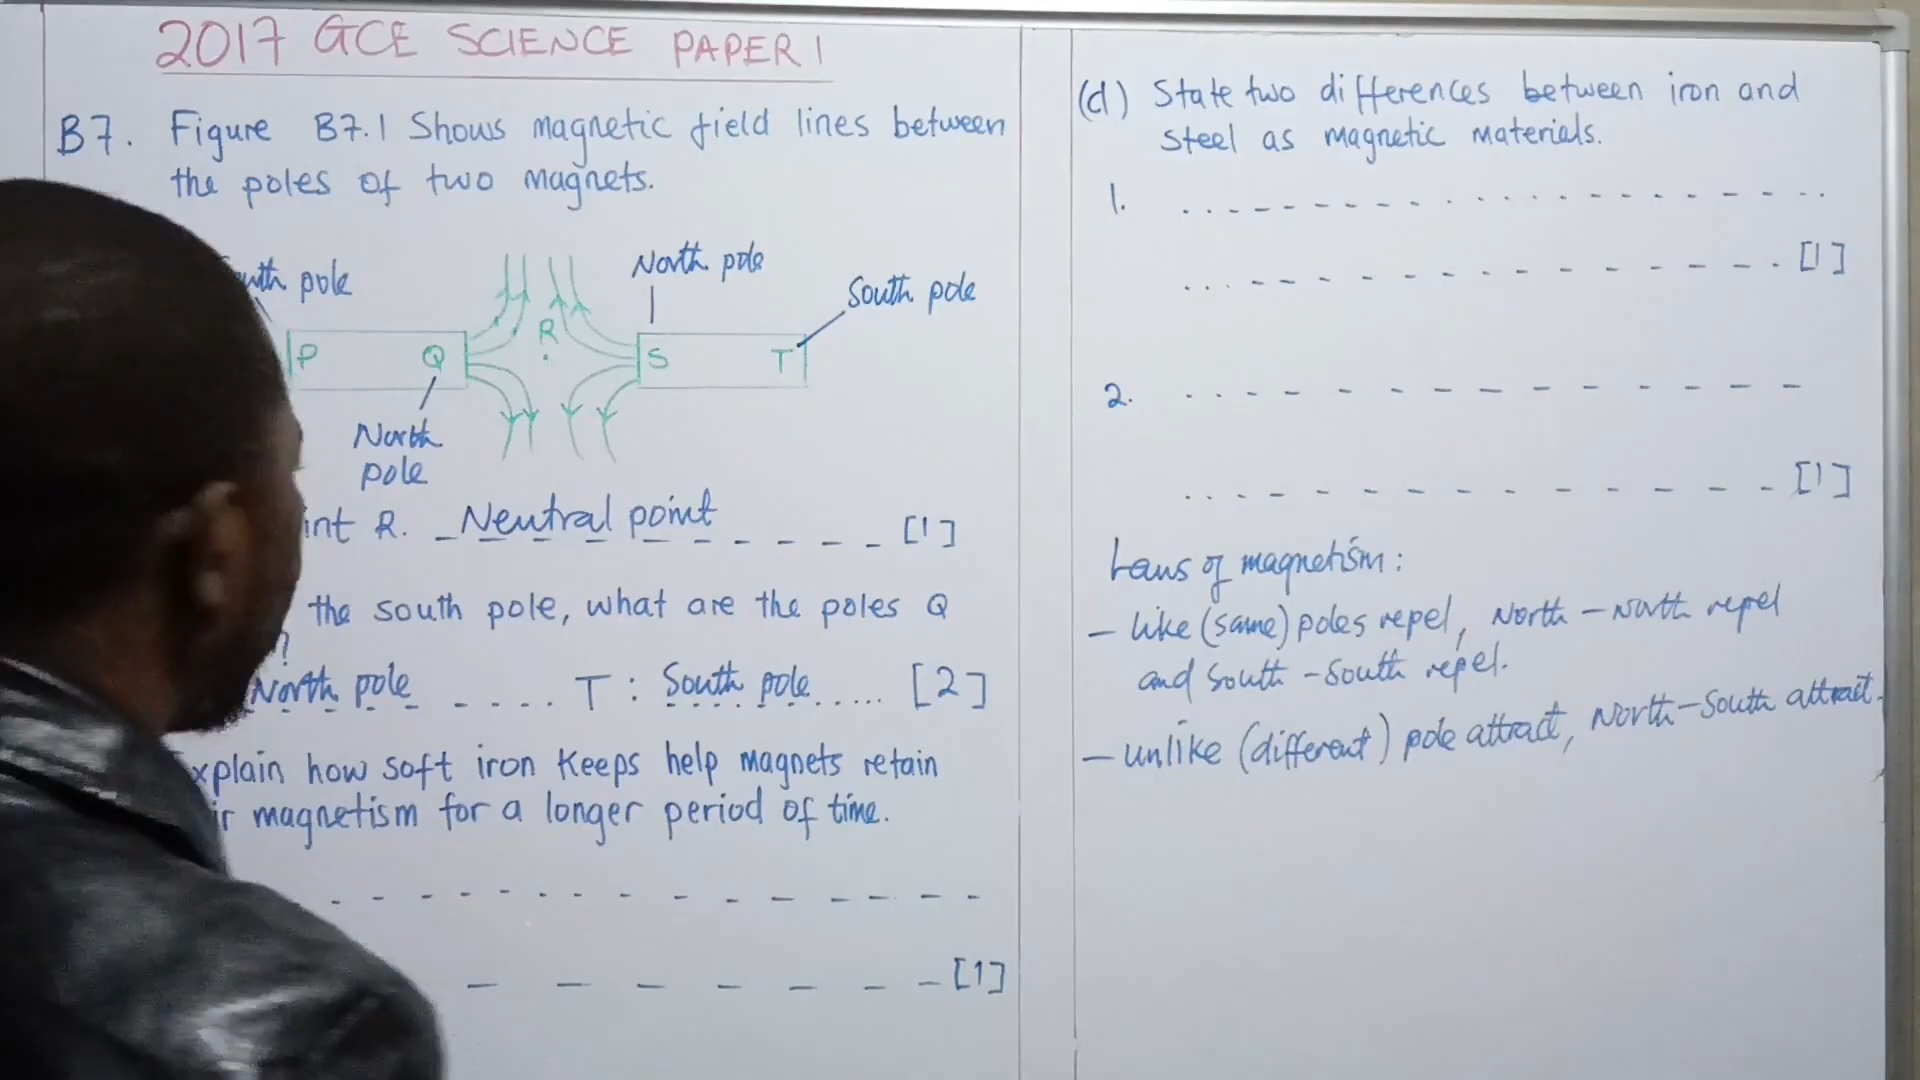 2017 GCE SCIENCE PAPER 1
B7. Figure B7.1 Shows magnetic field lines between
the poles of two magnets.
pole
North pole
South pole
P
Q
R
S
T
North
pole
R. Neutral point [1]
the south pole, what are the poles Q
?
North pole .... T : South pole ..... [2]
xplain how soft iron Keeps help magnets retain
magnetism for a longer period of time.
[1]
(d) State two differences between iron and
steel as magnetic materials.
1.
[1]
2.
[1]
Laws of magnetism:
- like (same) poles repel, North - North repel
and South - South repel.
- unlike (different) pole attract, North - South attract.